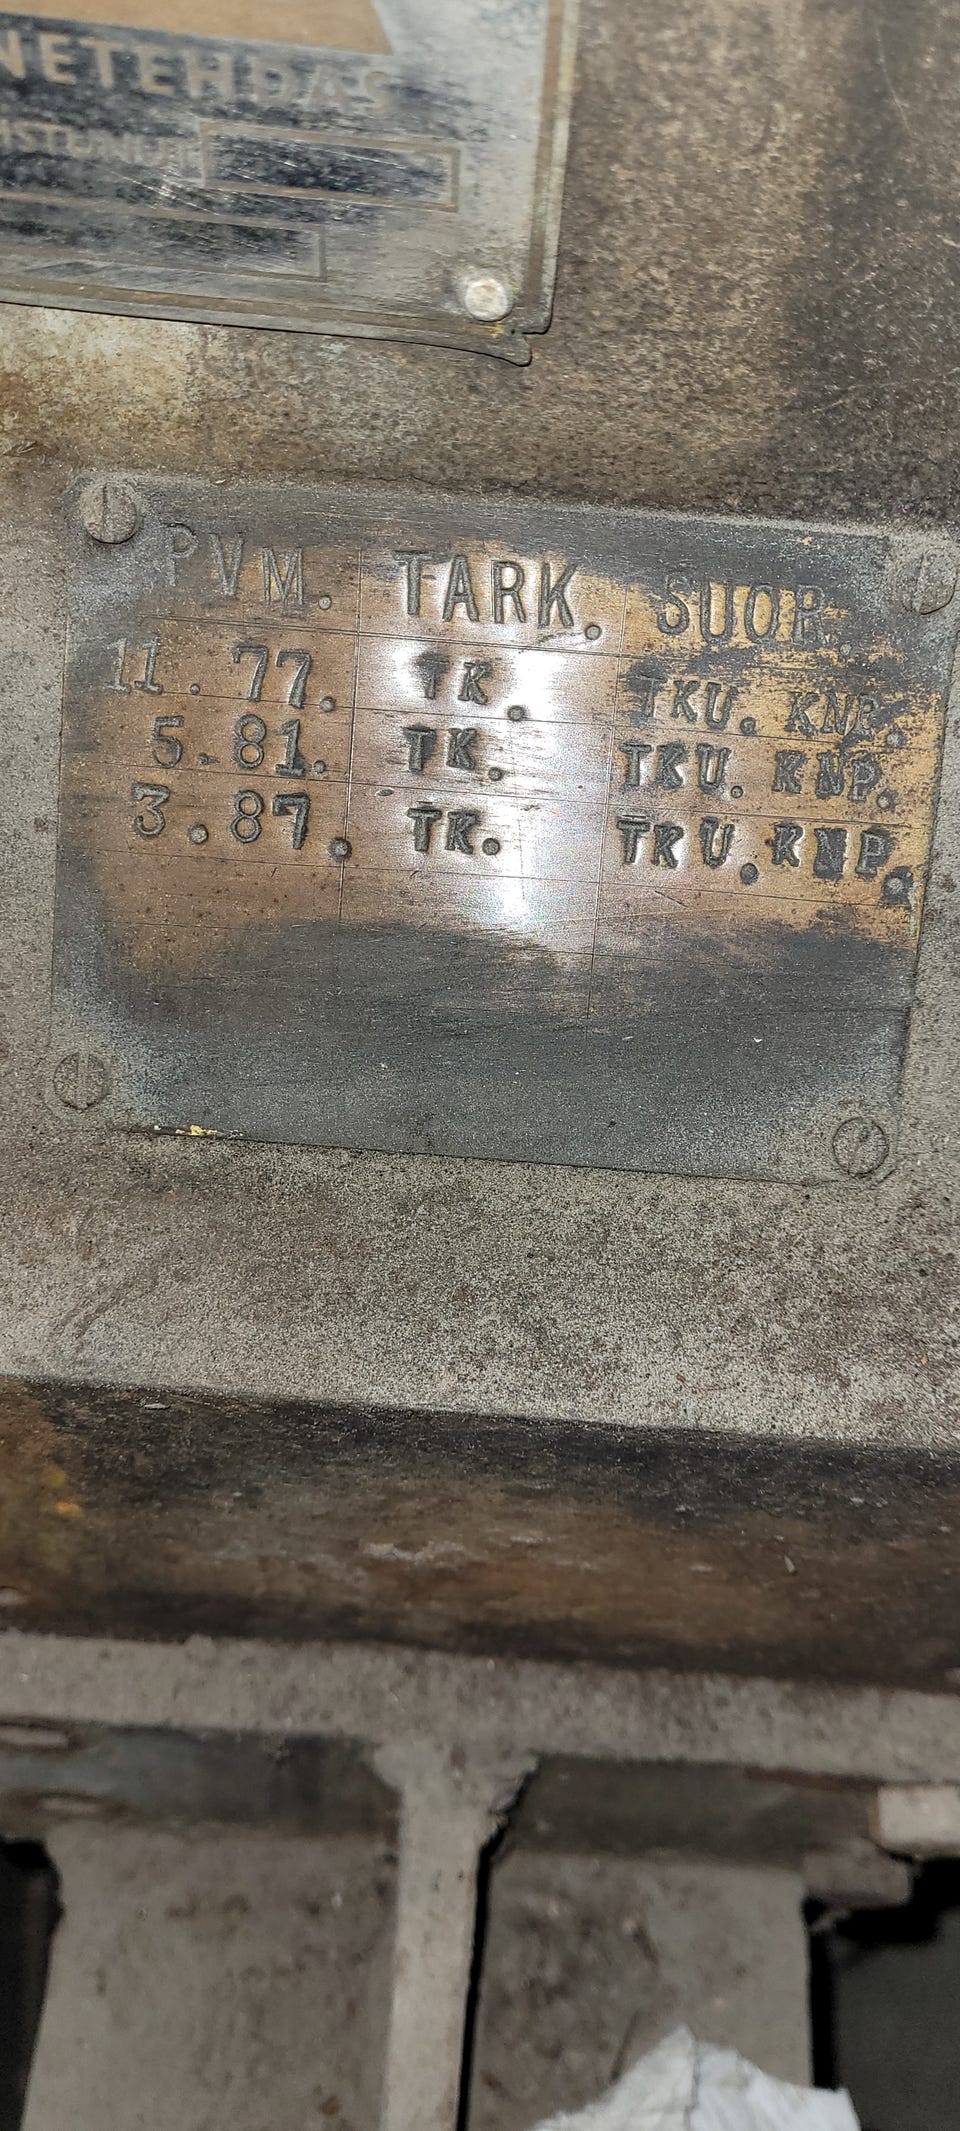 NETEHDAS
PVM. TARK. SUOR.
11.77. TK. TKU. KNP.
5.81. TK. TKU. KNP.
3.87. TK. TKU. KNP.